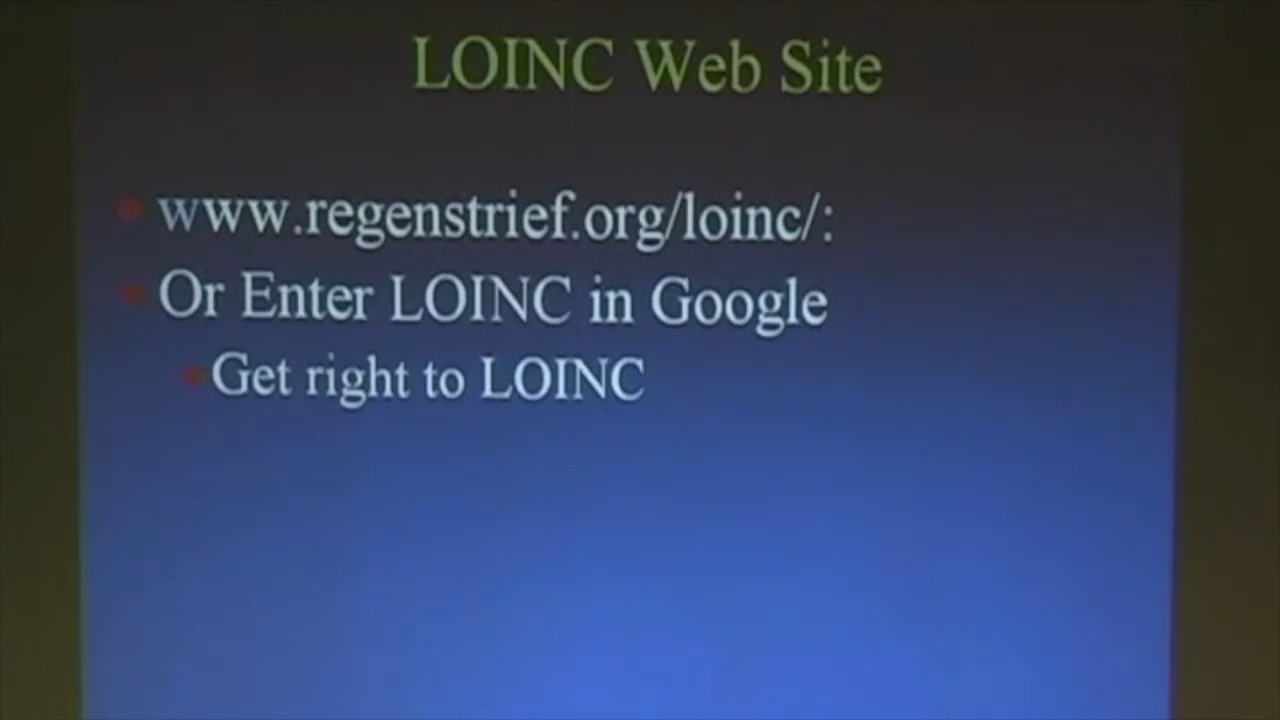 LOINC Web Site
www.regenstrief.org/loinc/:
Or Enter LOINC in Google
Get right to LOINC